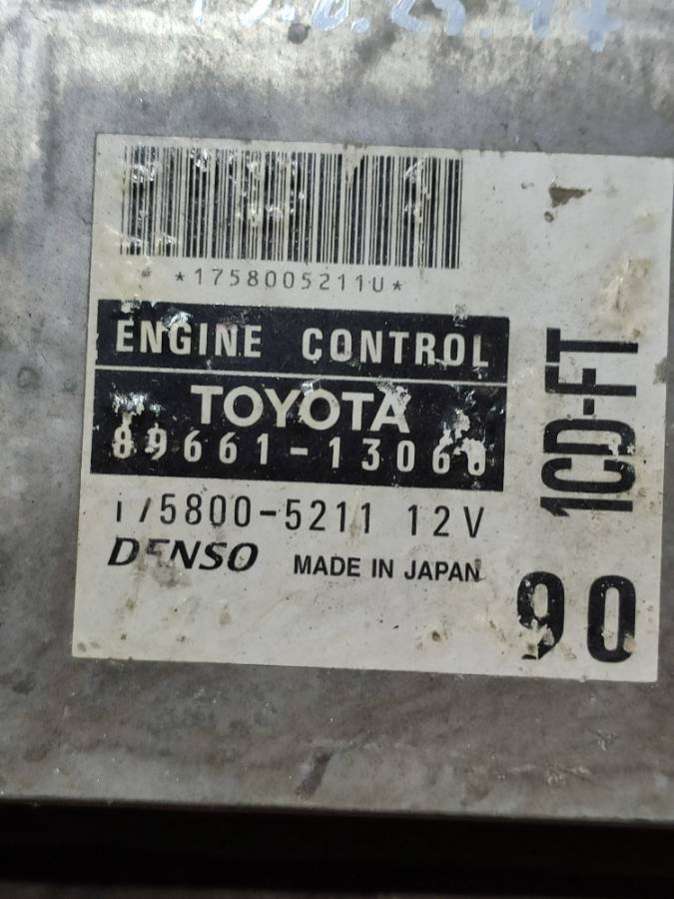 *1758005211U*
ENGINE CONTROL
TOYOTA
89661-13060
175800-5211 12V
DENSO MADE IN JAPAN
1CD-FT
90